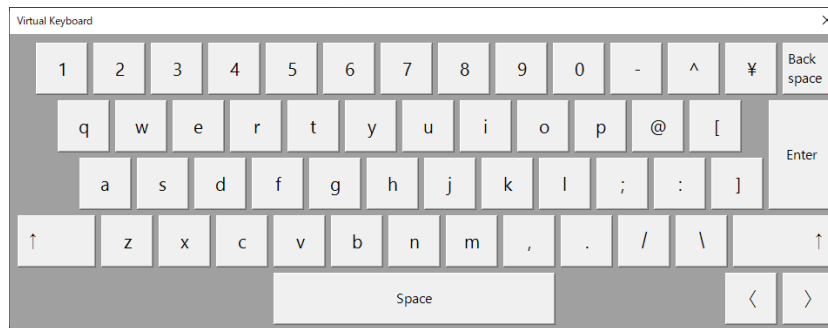 Virtual Keyboard
1 2 3 4 5 6 7 8 9 0 - ^ ¥ Back space
q w e r t y u i o p @ [
Enter
a s d f g h j k l ; : ]
↑ z x c v b n m , . / \ ↑
Space 〈 〉